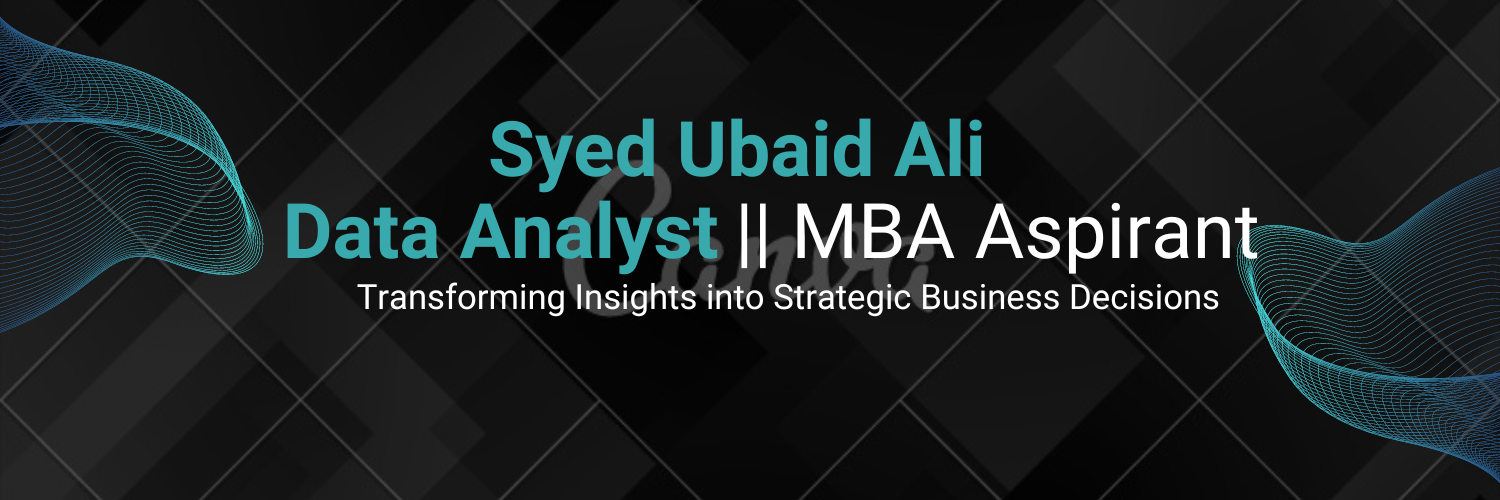 Syed Ubaid Ali
Data Analyst || MBA Aspirant
Transforming Insights into Strategic Business Decisions
Canva